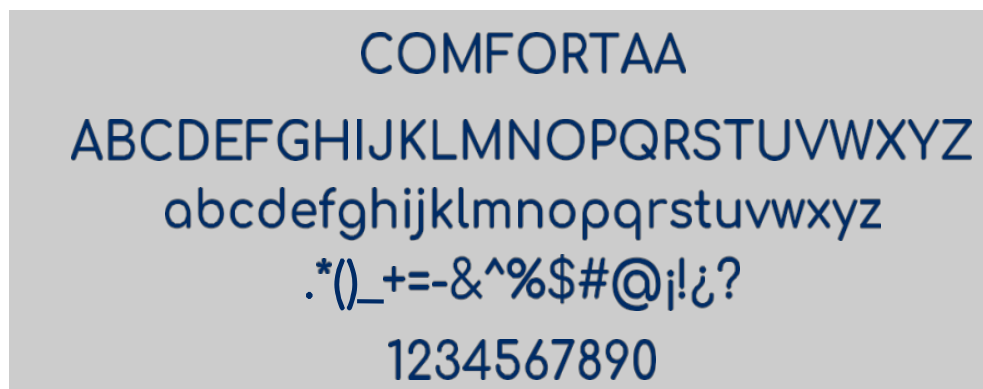 COMFORTAA
ABCDEFGHIJKLMNOPQRSTUVWXYZ
abcdefghijklmnopqrstuvwxyz
.*()_+=-&^%$#@¡!¿?
1234567890